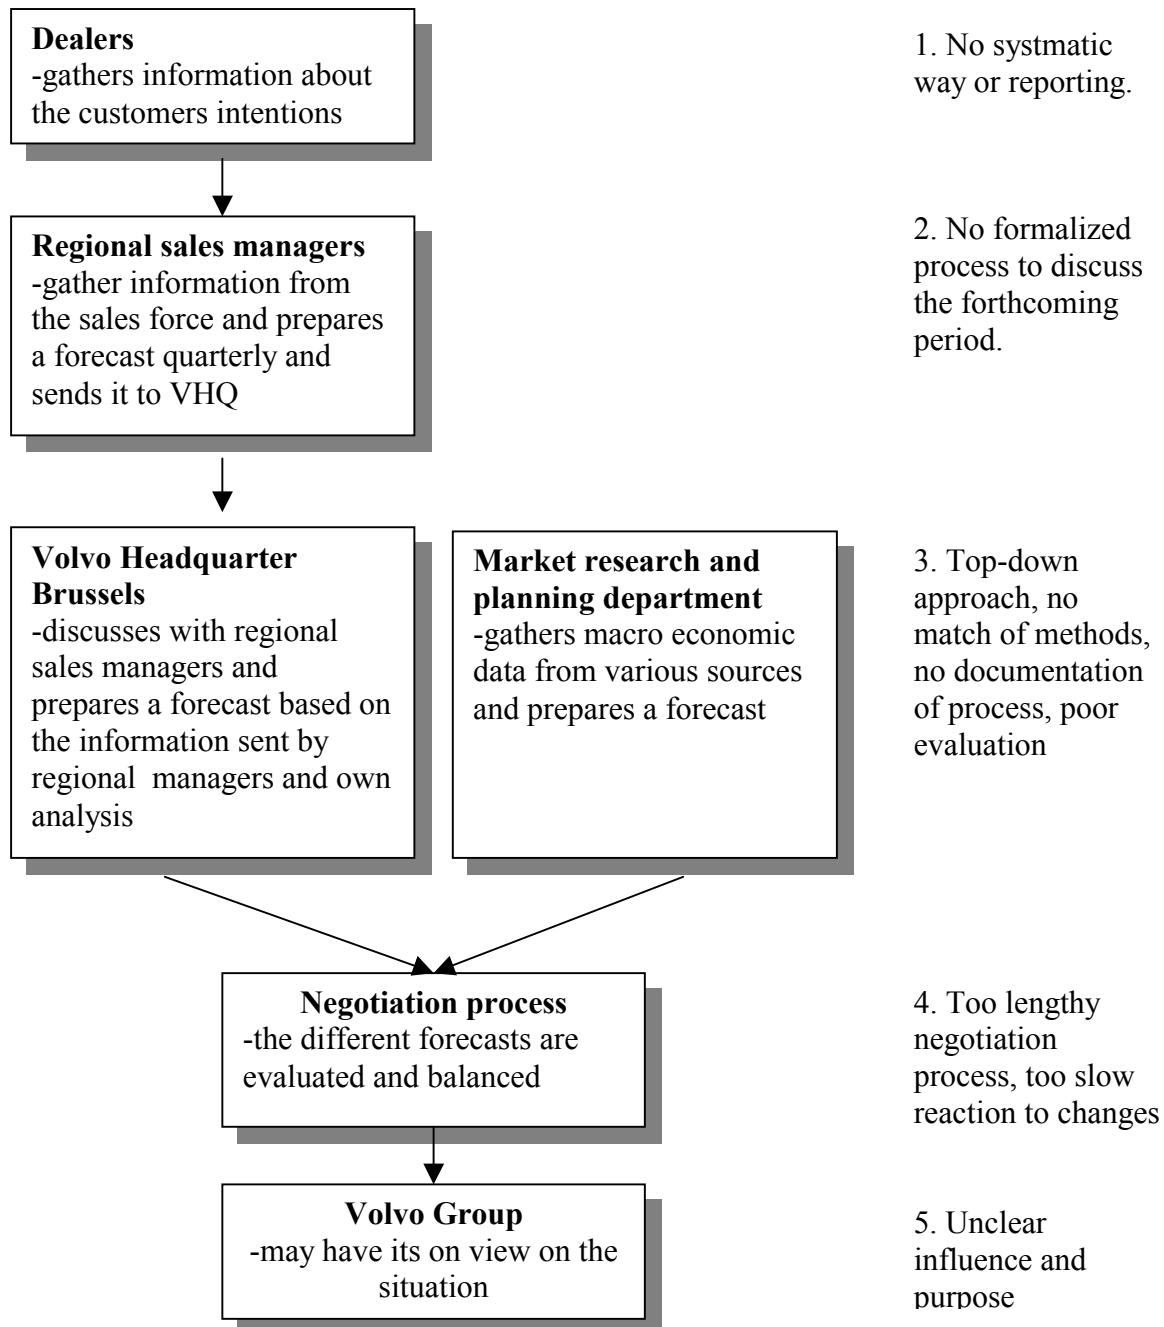 Dealers
-gathers information about
the customers intentions
1. No systmatic
way or reporting.
Regional sales managers
-gather information from
the sales force and prepares
a forecast quarterly and
sends it to VHQ
2. No formalized
process to discuss
the forthcoming
period.
Volvo Headquarter
Brussels
-discusses with regional
sales managers and
prepares a forecast based on
the information sent by
regional managers and own
analysis
Market research and
planning department
-gathers macro economic
data from various sources
and prepares a forecast
3. Top-down
approach, no
match of methods,
no documentation
of process, poor
evaluation
Negotiation process
-the different forecasts are
evaluated and balanced
4. Too lengthy
negotiation
process, too slow
reaction to changes
Volvo Group
-may have its on view on the
situation
5. Unclear
influence and
purpose